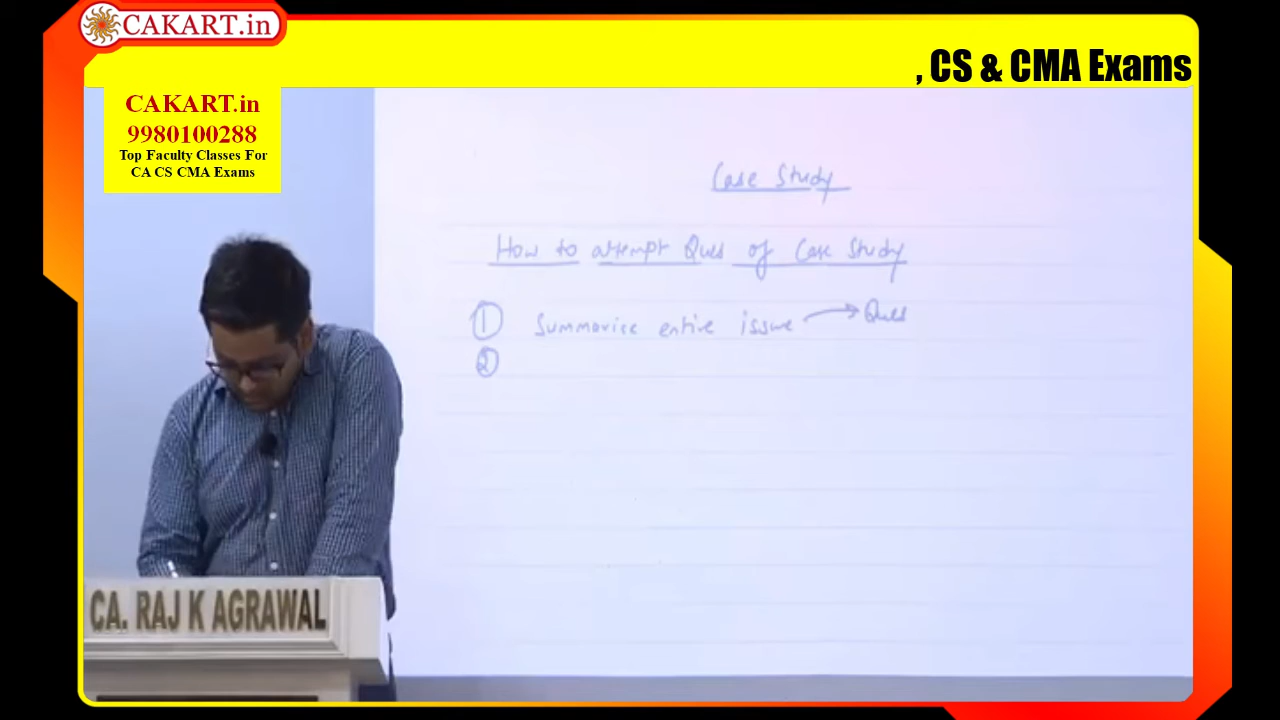 CAKART.in
, CS & CMA Exams
CAKART.in
9980100288
Top Faculty Classes For
CA CS CMA Exams
Case Study
How to attempt Ques of Case Study
① Summarise entire issue → Ques
②
CA. RAJ K AGRAWAL